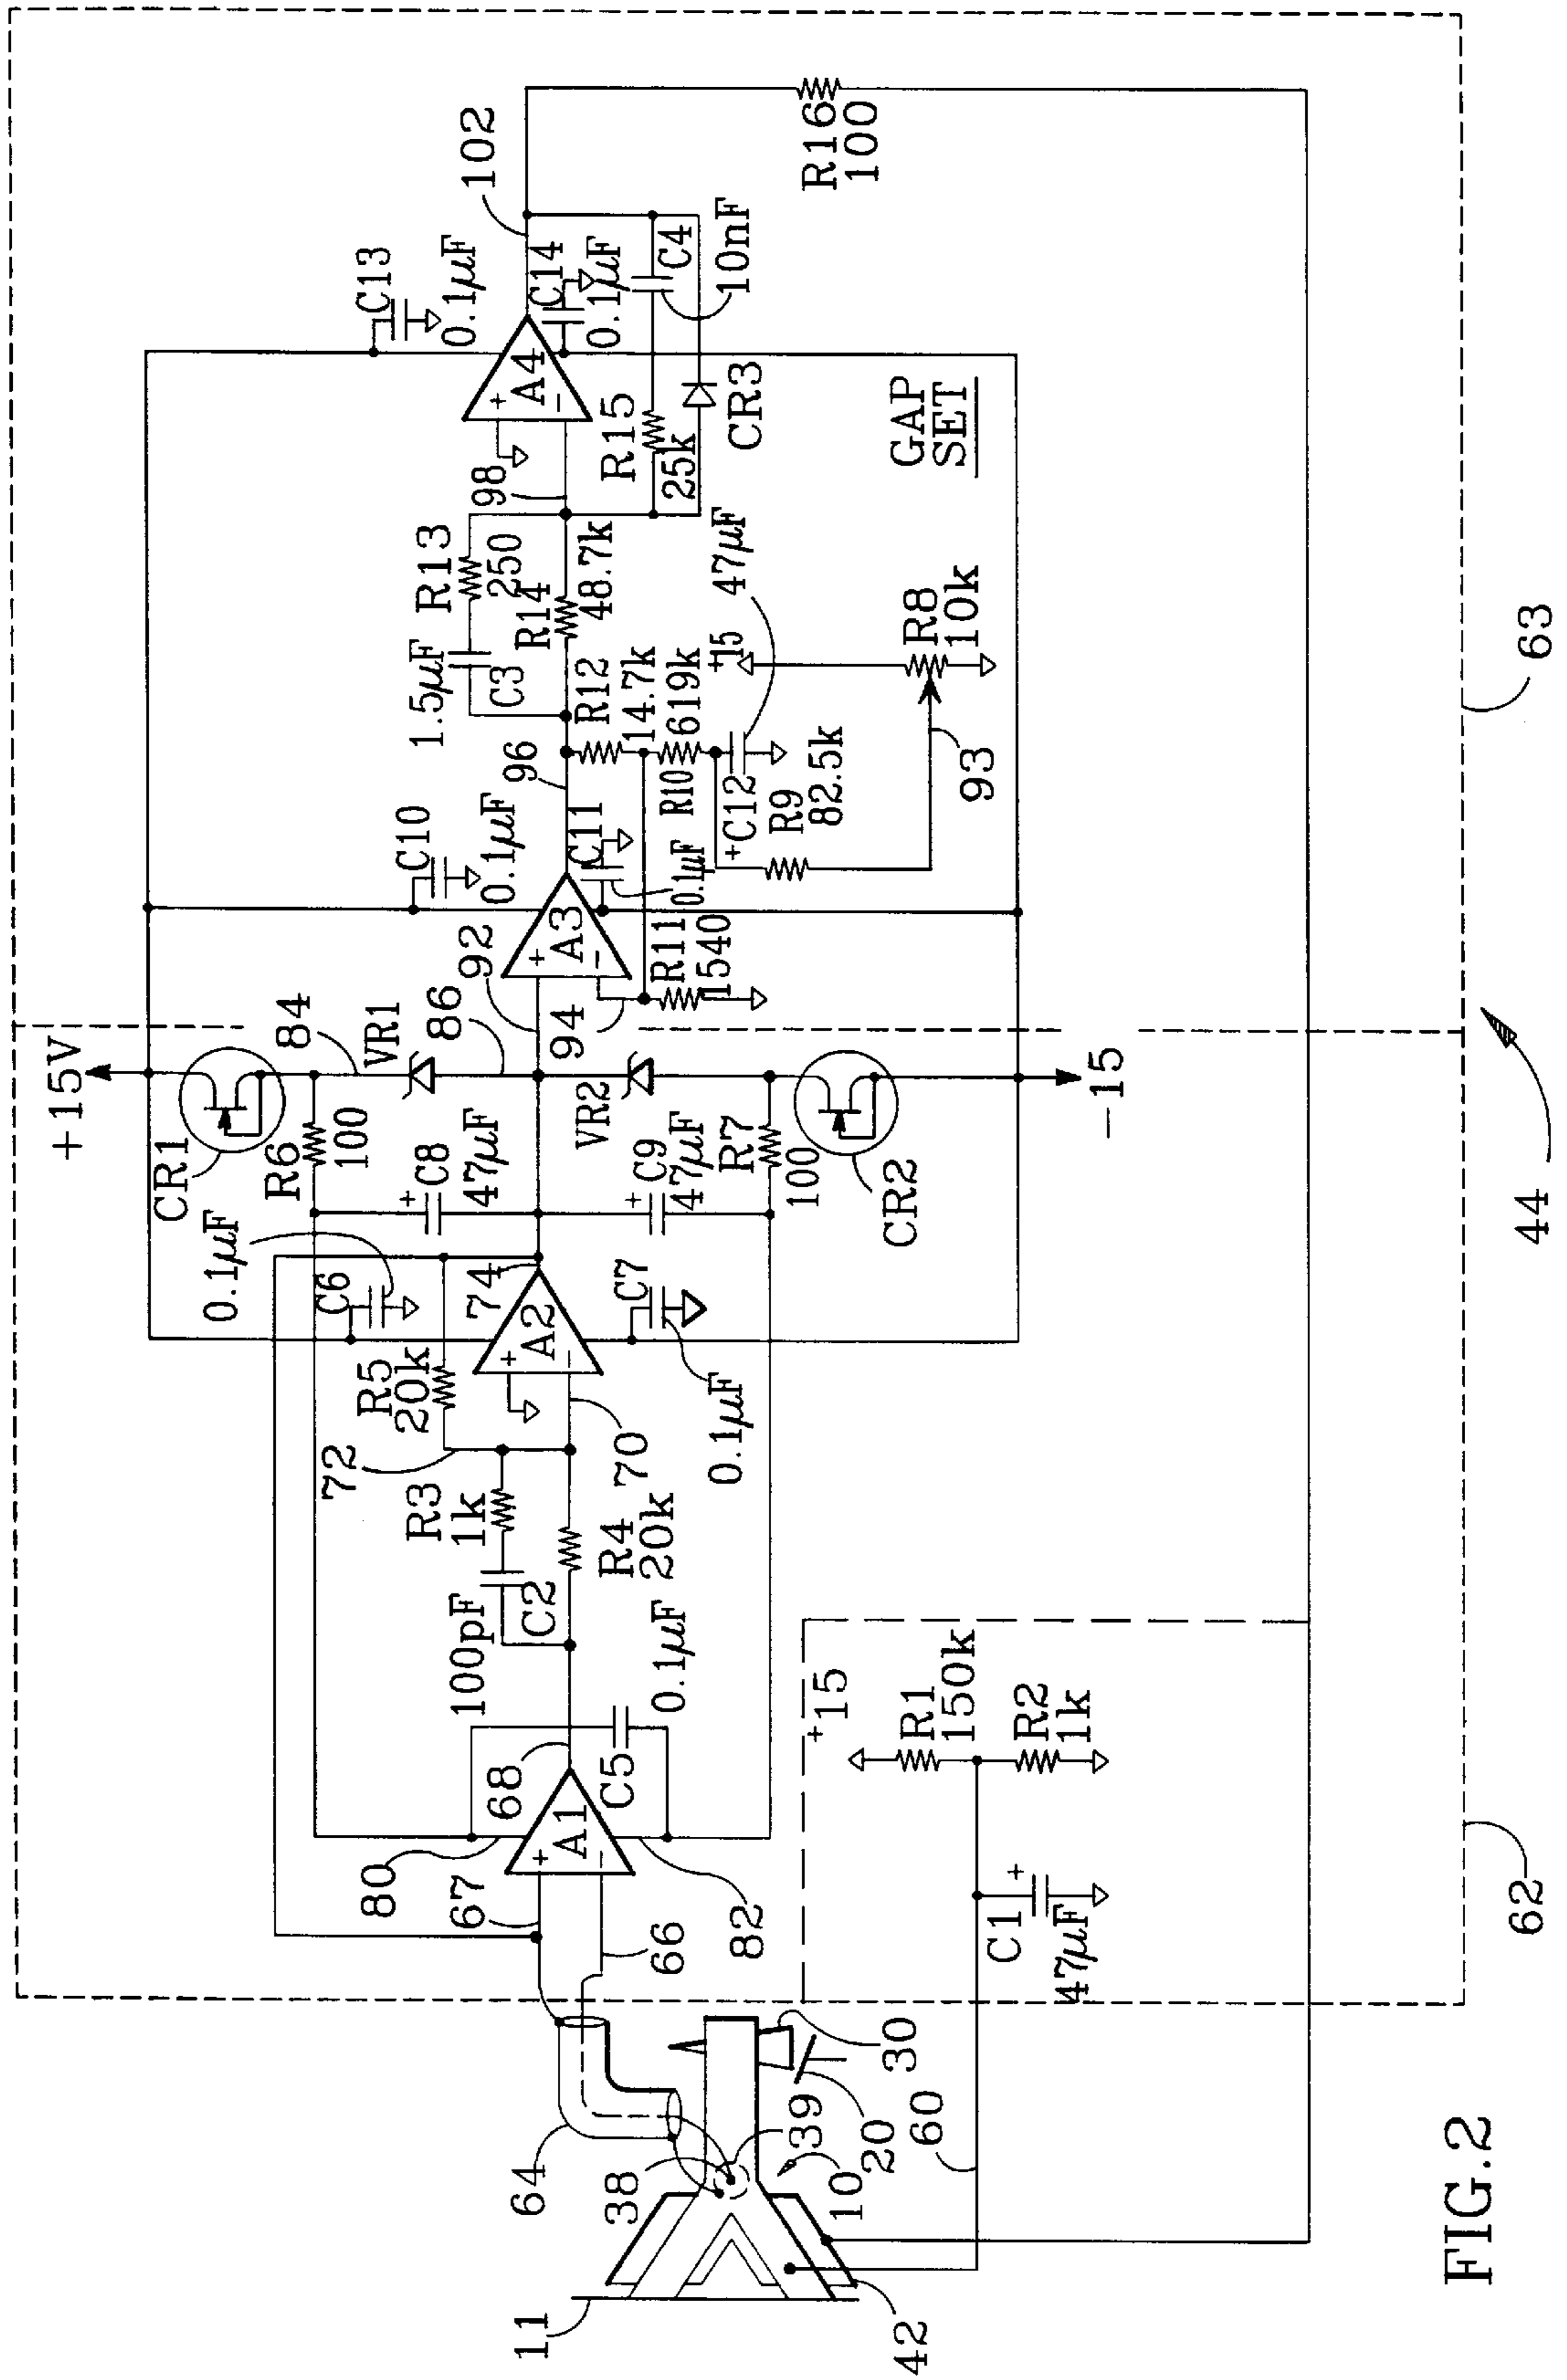 +15V
CR1
84
R6
100
VR1
86
C8
+
47µF
VR2
C9
+
47µF
R7
100
CR2
-15
0.1µF
C6
R5
20k
72
74
A2
+
−
70
C7
0.1µF
R3
1k
100pF
C2
R4
20k
68
80
67
A1
+
−
C5
0.1µF
66
82
64
38
39
10
20
30
60
11
42
+15
R1
150k
R2
1k
C1
+
47µF
62
92
94
A3
+
−
C10
0.1µF
C11
0.1µF
R11
1540
96
R12
14.7k
R10
619k
+C12
47µF
R9
82.5k
93
+15
R8
10k
GAP
SET
1.5µF
C3
R13
250
R14
48.7k
98
A4
+
−
C13
0.1µF
C14
0.1µF
102
R15
25k
C4
10nF
CR3
R16
100
63
44
FIG.2